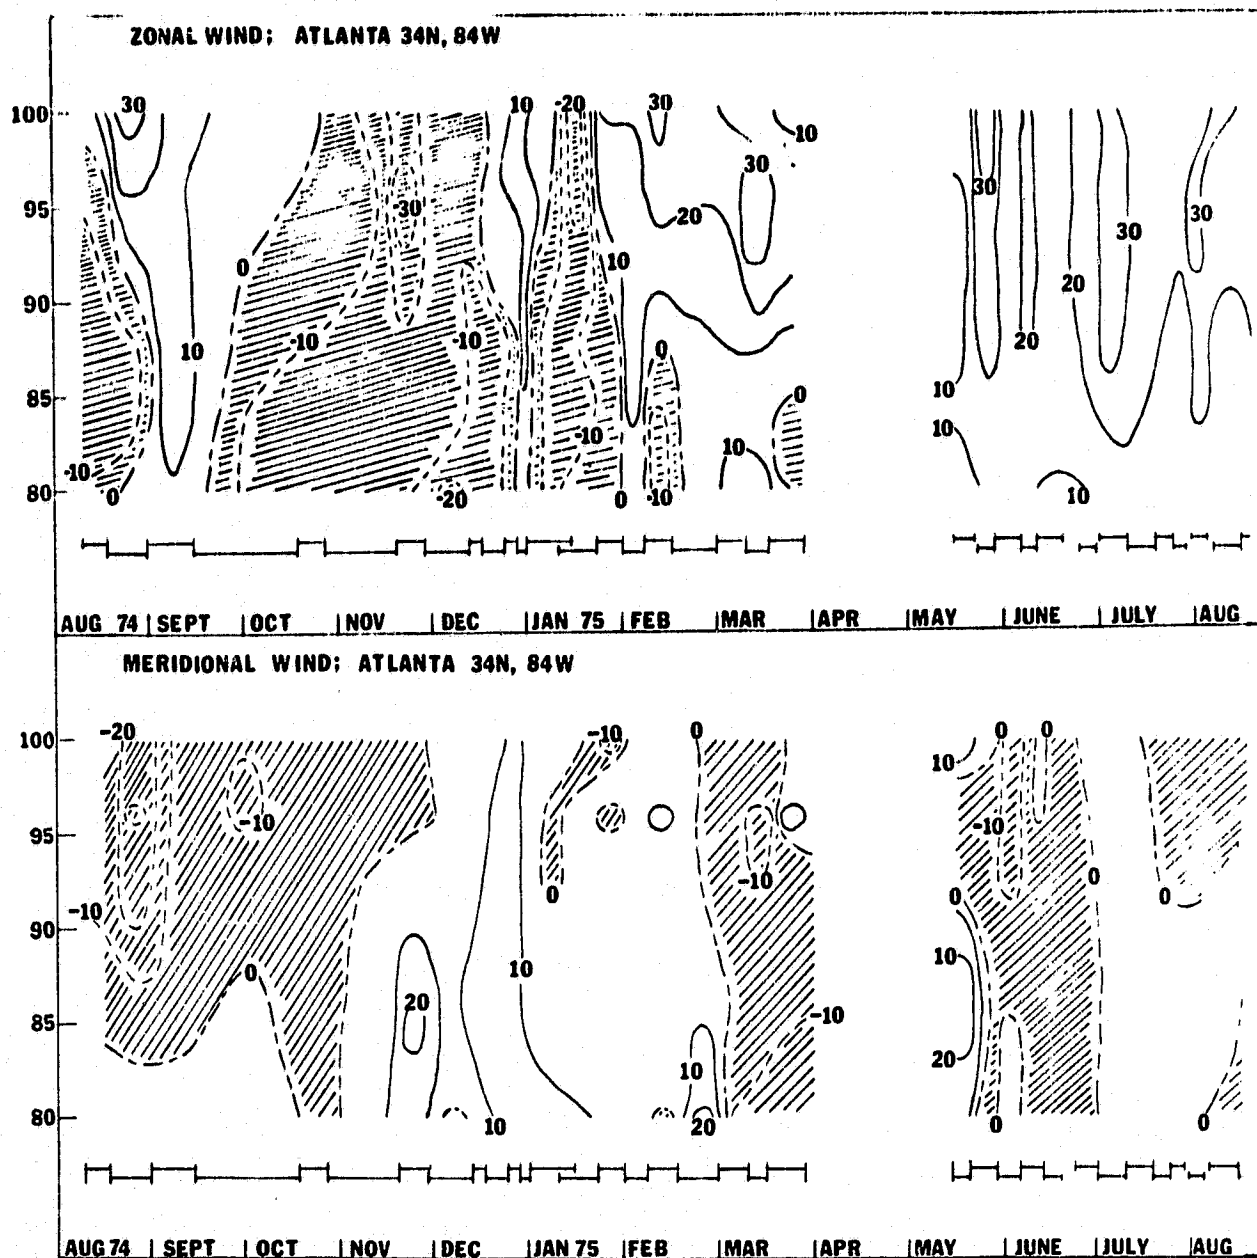 ZONAL WIND; ATLANTA 34N, 84W
30 10 -20 30
100 10
30
30
95 -30 20 30 30
0 10
90 20
10 -10 -10 0 20
85 0 10
-10 10 10
-10
80 0 -20 0 -10 10
AUG 74 SEPT OCT NOV DEC JAN 75 FEB MAR APR MAY JUNE JULY AUG
MERIDIONAL WIND; ATLANTA 34N, 84W
-20 -10 0 0 0
100 10
95 -10 -10
0 -10 0 0 0
-10
90
0 10 10
20
85 -10
10 20
80 10 20 0 0
AUG 74 SEPT OCT NOV DEC JAN 75 FEB MAR APR MAY JUNE JULY AUG